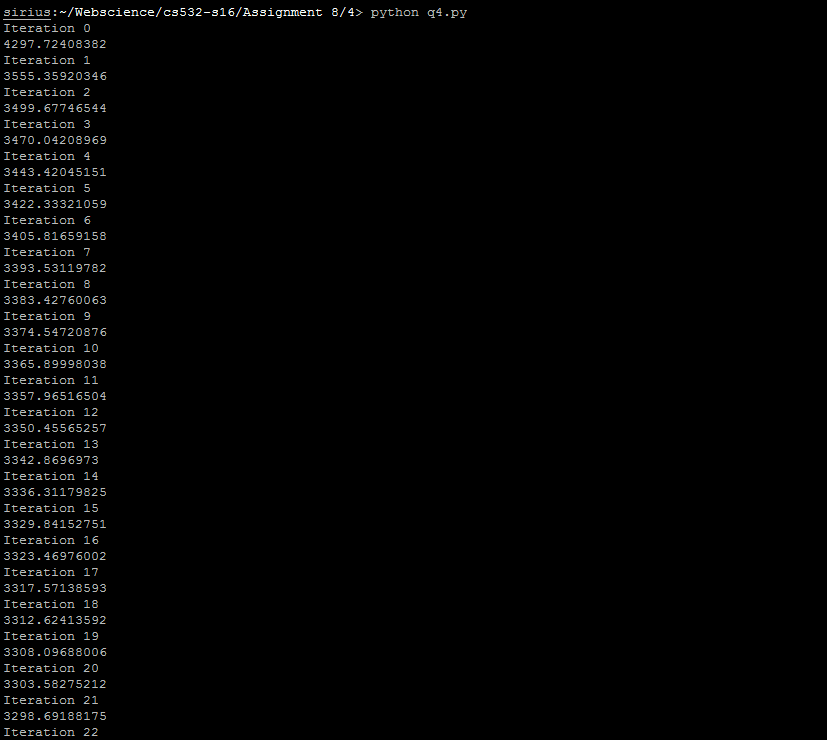 sirius:~/Webscience/cs532-s16/Assignment 8/4> python q4.py
Iteration 0
4297.72408382
Iteration 1
3555.35920346
Iteration 2
3499.67746544
Iteration 3
3470.04208969
Iteration 4
3443.42045151
Iteration 5
3422.33321059
Iteration 6
3405.81659158
Iteration 7
3393.53119782
Iteration 8
3383.42760063
Iteration 9
3374.54720876
Iteration 10
3365.89998038
Iteration 11
3357.96516504
Iteration 12
3350.45565257
Iteration 13
3342.8696973
Iteration 14
3336.31179825
Iteration 15
3329.84152751
Iteration 16
3323.46976002
Iteration 17
3317.57138593
Iteration 18
3312.62413592
Iteration 19
3308.09688006
Iteration 20
3303.58275212
Iteration 21
3298.69188175
Iteration 22